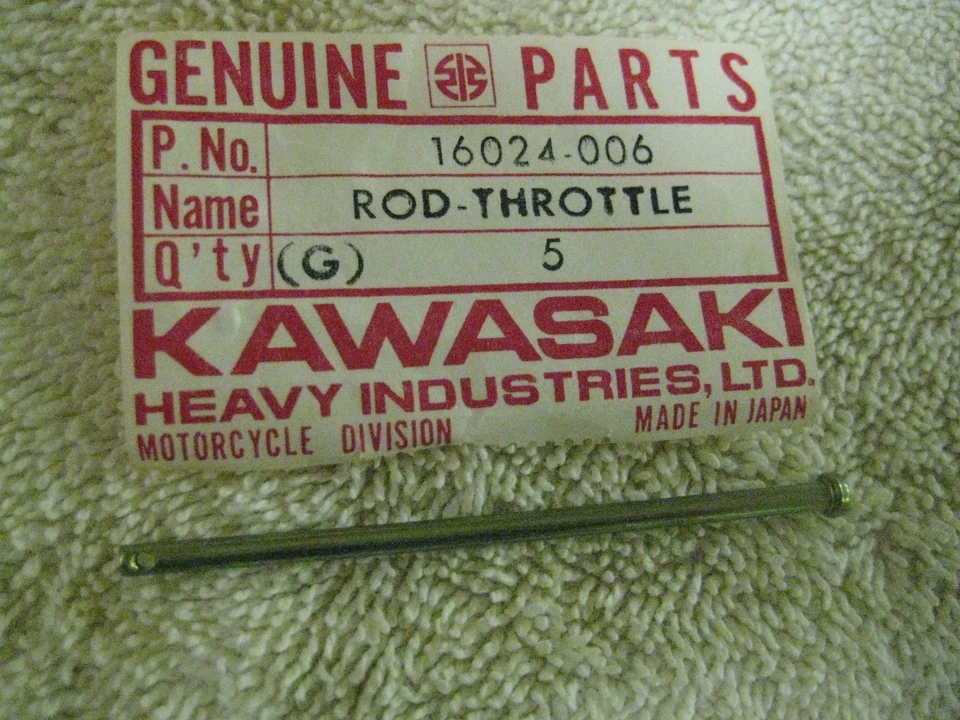 GENUINE PARTS
P. No. 16024-006
Name ROD-THROTTLE
Q'ty (G) 5
KAWASAKI
HEAVY INDUSTRIES, LTD.
MOTORCYCLE DIVISION MADE IN JAPAN